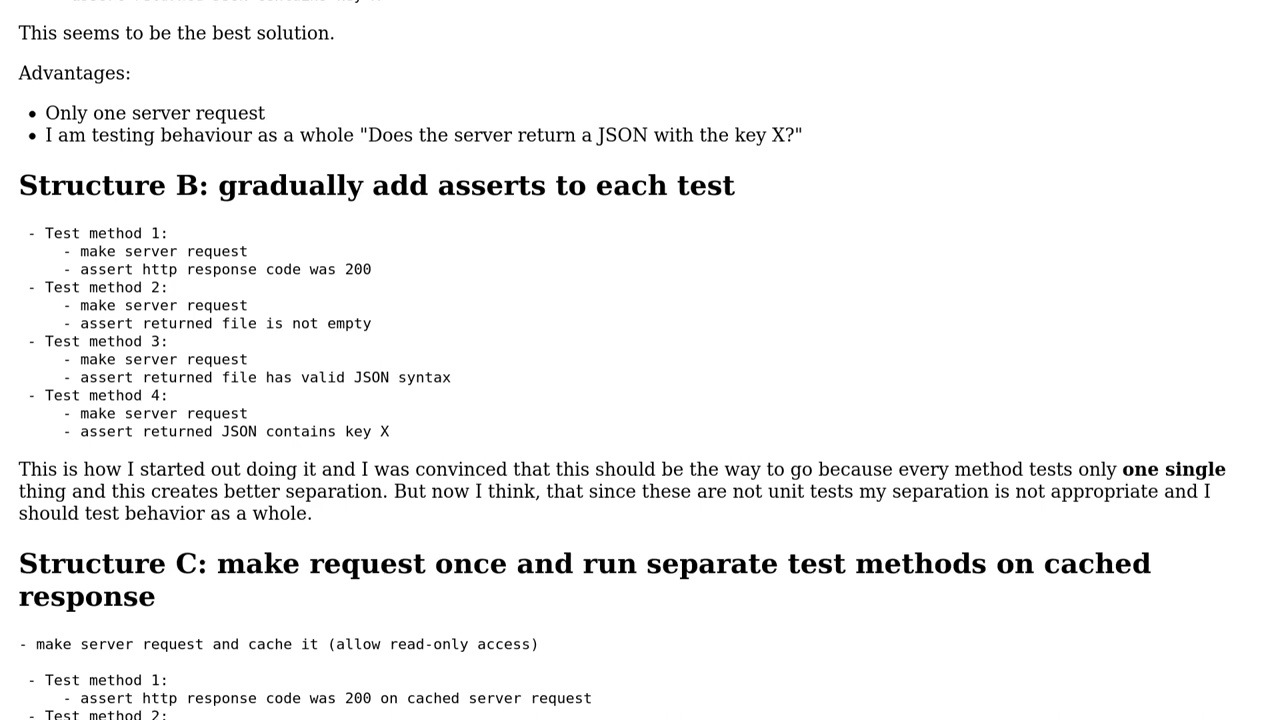 This seems to be the best solution.
Advantages:
• Only one server request
• I am testing behaviour as a whole "Does the server return a JSON with the key X?"
Structure B: gradually add asserts to each test
- Test method 1:
- make server request
- assert http response code was 200
- Test method 2:
- make server request
- assert returned file is not empty
- Test method 3:
- make server request
- assert returned file has valid JSON syntax
- Test method 4:
- make server request
- assert returned JSON contains key X
This is how I started out doing it and I was convinced that this should be the way to go because every method tests only one single
thing and this creates better separation. But now I think, that since these are not unit tests my separation is not appropriate and I
should test behavior as a whole.
Structure C: make request once and run separate test methods on cached
response
- make server request and cache it (allow read-only access)
- Test method 1:
- assert http response code was 200 on cached server request
- Test method 2: